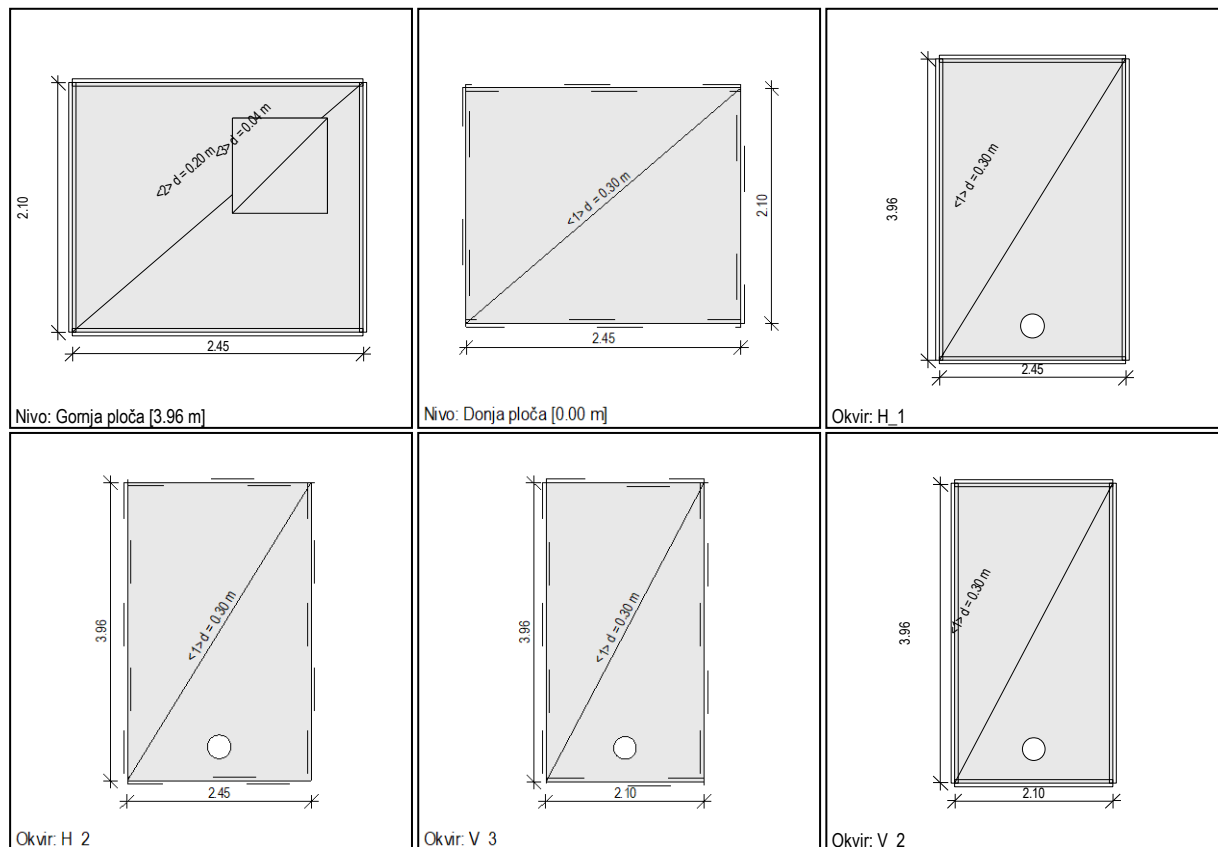 <2> d = 0.20 m
<3> d = 0.04 m
2.10
2.45
Nivo: Gornja ploča [3.96 m]
<1> d = 0.30 m
2.10
2.45
Nivo: Donja ploča [0.00 m]
<1> d = 0.30 m
3.96
2.45
Okvir: H_1
<1> d = 0.30 m
3.96
2.45
Okvir: H_2
<1> d = 0.30 m
3.96
2.10
Okvir: V_3
<1> d = 0.30 m
3.96
2.10
Okvir: V_2